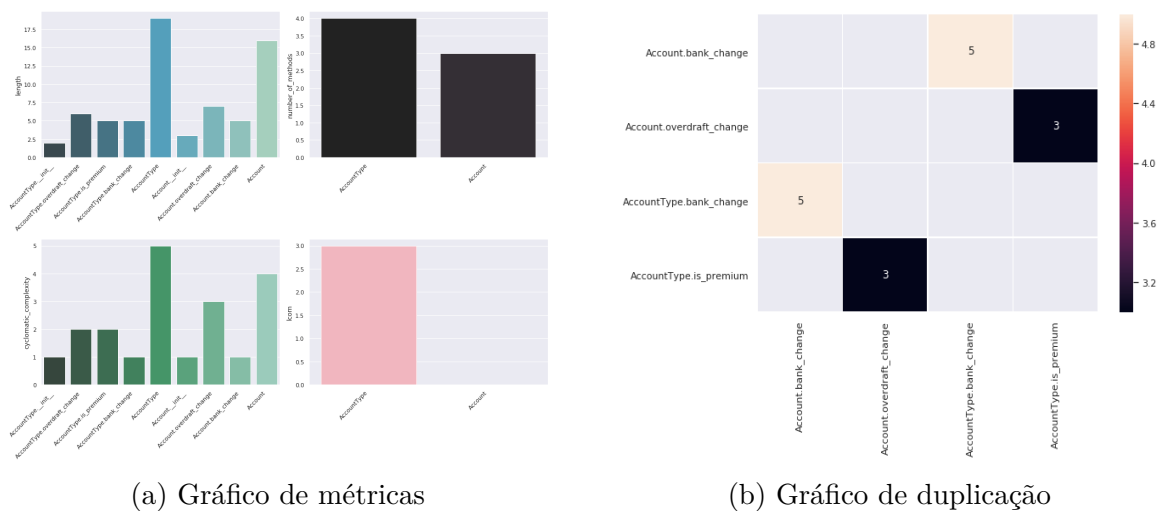 17.5
15.0
12.5
10.0
7.5
5.0
2.5
0.0
length
AccountType.__init__
AccountType.overdraft_change
AccountType.is_premium
AccountType.bank_change
AccountType
Account.__init__
Account.overdraft_change
Account.bank_change
Account
4.0
3.5
3.0
2.5
2.0
1.5
1.0
0.5
0.0
number_of_methods
AccountType
Account
5
4
3
2
1
0
cyclomatic_complexity
AccountType.__init__
AccountType.overdraft_change
AccountType.is_premium
AccountType.bank_change
AccountType
Account.__init__
Account.overdraft_change
Account.bank_change
Account
3.0
2.5
2.0
1.5
1.0
0.5
0.0
lcom
AccountType
Account
(a) Gráfico de métricas
Account.bank_change
Account.overdraft_change
AccountType.bank_change
AccountType.is_premium
5
3
5
3
Account.bank_change
Account.overdraft_change
AccountType.bank_change
AccountType.is_premium
4.8
4.4
4.0
3.6
3.2
(b) Gráfico de duplicação